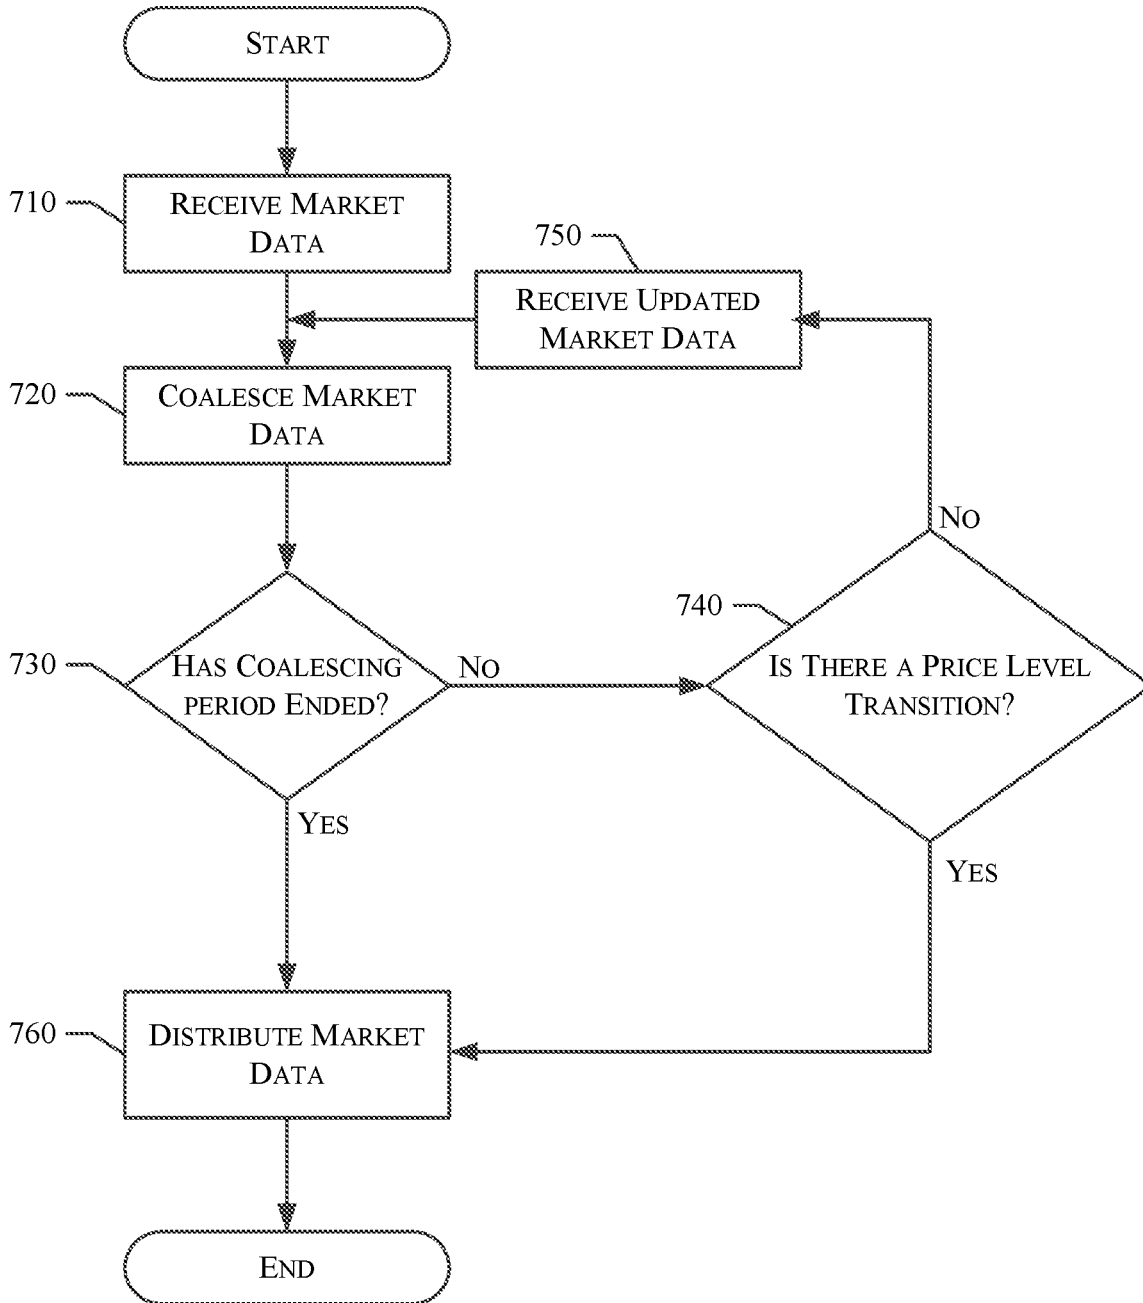 START
710
RECEIVE MARKET
DATA
750
RECEIVE UPDATED
MARKET DATA
720
COALESCE MARKET
DATA
NO
740
730
HAS COALESCING
PERIOD ENDED?
NO
IS THERE A PRICE LEVEL
TRANSITION?
YES
YES
760
DISTRIBUTE MARKET
DATA
END